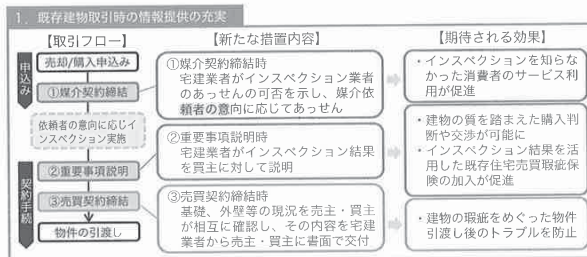 1. 既存建物取引時の情報提供の充実
【取引フロー】
【新たな措置内容】
【期待される効果】
申込み
売却/購入申込み
①媒介契約締結
依頼者の意向に応じイ
ンスペクション実施
契約手続
②重要事項説明
③売買契約締結
物件の引渡し
①媒介契約締結時
宅建業者がインスペクション業者
のあっせんの可否を示し、媒介依
頼者の意向に応じてあっせん
②重要事項説明時
宅建業者がインスペクション結果
を買主に対して説明
③売買契約締結時
基礎、外壁等の現況を売主・買主
が相互に確認し、その内容を宅建
業者から売主・買主に書面で交付
・インスペクションを知らな
かった消費者のサービス利
用が促進
・建物の質を踏まえた購入判
断や交渉が可能に
・インスペクション結果を活
用した既存住宅売買瑕疵保
険の加入が促進
・建物の瑕疵をめぐった物件
引渡し後のトラブルを防止